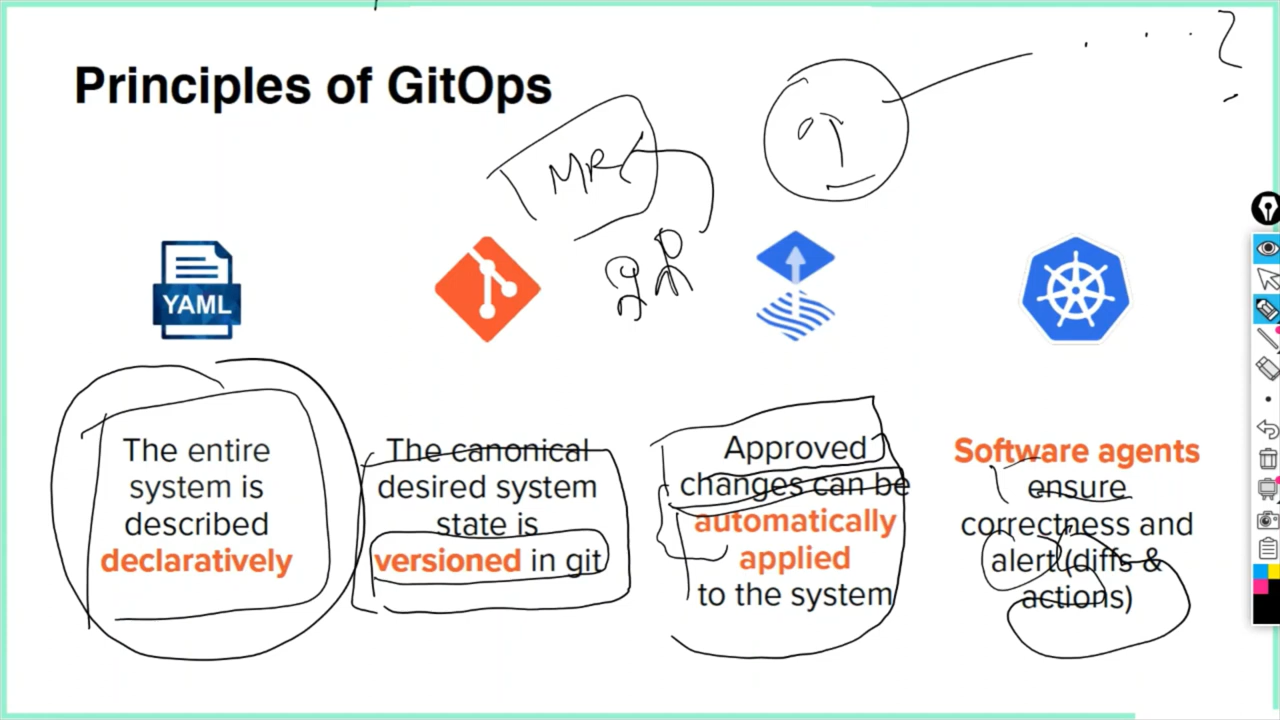 Principles of GitOps
MR
YAML
The entire
system is
described
declaratively
The canonical
desired system
state is
versioned in git
Approved
changes can be
automatically
applied
to the system
Software agents
ensure
correctness and
alert (diffs &
actions)